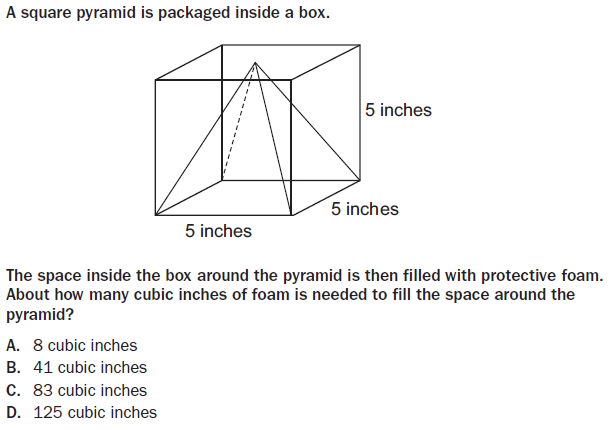 A square pyramid is packaged inside a box.
5 inches
5 inches
5 inches
The space inside the box around the pyramid is then filled with protective foam.
About how many cubic inches of foam is needed to fill the space around the
pyramid?
A. 8 cubic inches
B. 41 cubic inches
C. 83 cubic inches
D. 125 cubic inches